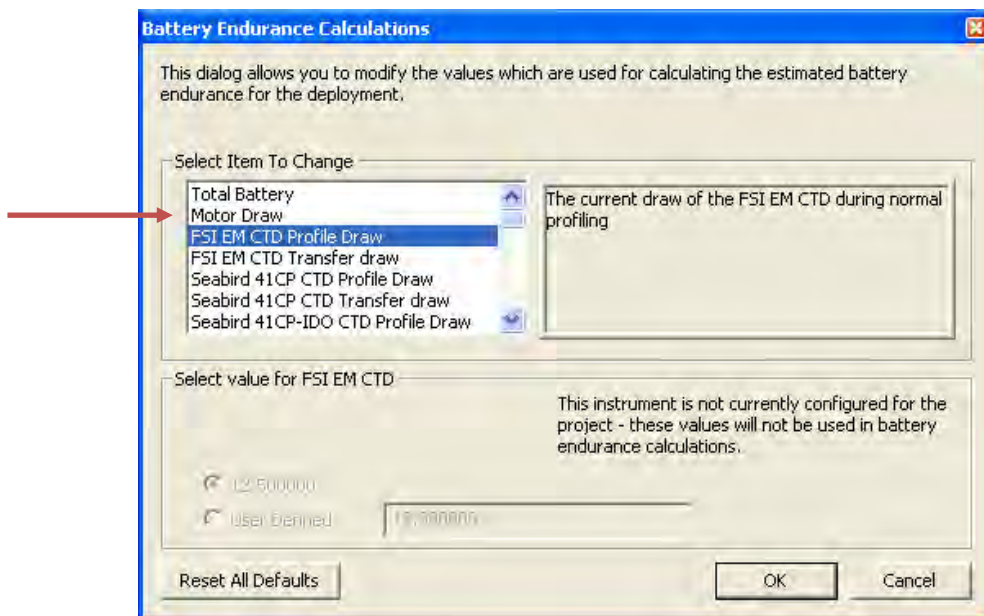 Battery Endurance Calculations
This dialog allows you to modify the values which are used for calculating the estimated battery
endurance for the deployment.
Select Item To Change
Total Battery
Motor Draw
FSI EM CTD Profile Draw
FSI EM CTD Transfer draw
Seabird 41CP CTD Profile Draw
Seabird 41CP CTD Transfer draw
Seabird 41CP-IDO CTD Profile Draw
The current draw of the FSI EM CTD during normal
profiling
Select value for FSI EM CTD
This instrument is not currently configured for the
project - these values will not be used in battery
endurance calculations.
12.500000
User Defined
Reset All Defaults
OK
Cancel